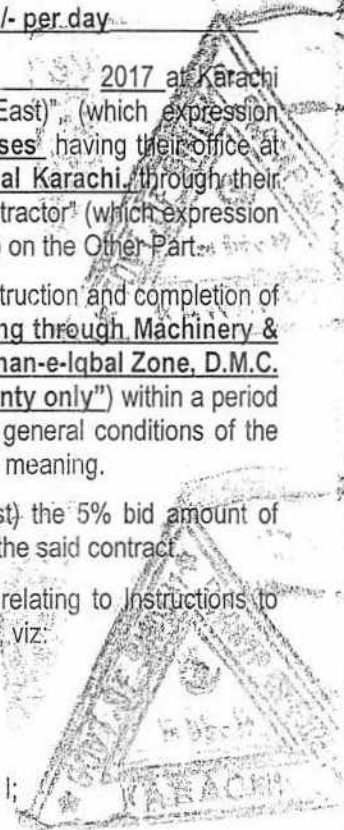 /- per day
2017 at Karachi
East)", (which expression
ses having their office at
al Karachi. through their
tractor" (which expression
) on the Other Part.
struction and completion of
ng through Machinery &
han-e-Iqbal Zone, D.M.C.
nty only") within a period
general conditions of the
meaning.
st) the 5% bid amount of
the said contract.
relating to Instructions to
, viz:
l;
KARACHI